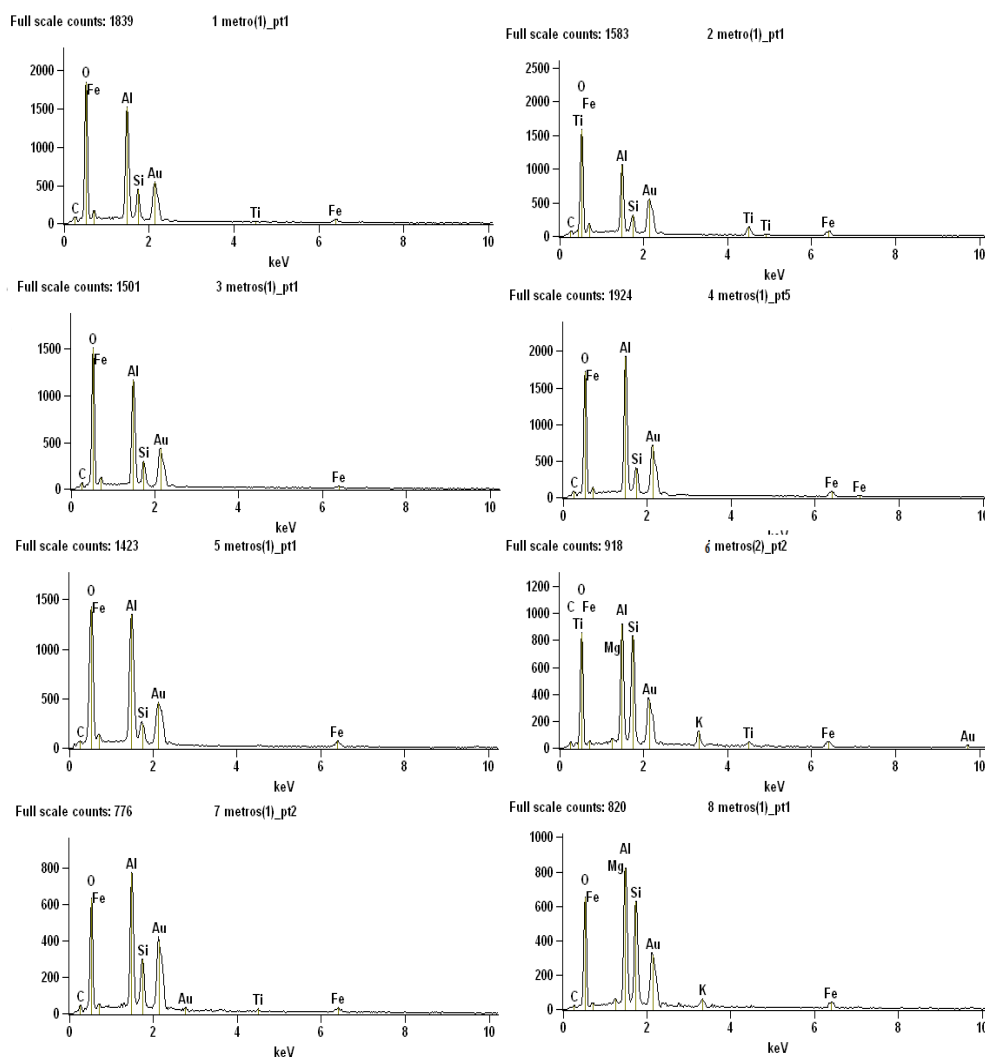 Full scale counts: 1839 1 metro(1)_pt1
2000
1500
1000
500
0
O
Fe
Al
C
Si
Au
Ti
Fe
0 2 4 6 8 10
keV
Full scale counts: 1583 2 metro(1)_pt1
2500
2000
1500
1000
500
0
O
Fe
Ti
Al
C
Si
Au
Ti
Ti
Fe
0 2 4 6 8 10
keV
Full scale counts: 1501 3 metros(1)_pt1
1500
1000
500
0
O
Fe
Al
C
Si
Au
Fe
0 2 4 6 8 10
keV
Full scale counts: 1924 4 metros(1)_pt5
2000
1500
1000
500
0
O
Fe
Al
C
Si
Au
Fe
Fe
0 2 4 6 8 10
keV
Full scale counts: 1423 5 metros(1)_pt1
1500
1000
500
0
O
Fe
Al
C
Si
Au
Fe
0 2 4 6 8 10
keV
Full scale counts: 918 6 metros(2)_pt2
1200
1000
800
600
400
200
0
O
C Fe
Ti
Al
Si
Mg
Au
K
Ti
Fe
Au
0 2 4 6 8 10
keV
Full scale counts: 776 7 metros(1)_pt2
800
600
400
200
0
O
Fe
Al
C
Si
Au
Au
Ti
Fe
0 2 4 6 8 10
keV
Full scale counts: 820 8 metros(1)_pt1
1000
800
600
400
200
0
O
Fe
Al
Mg
Si
Au
C
K
Fe
0 2 4 6 8 10
keV